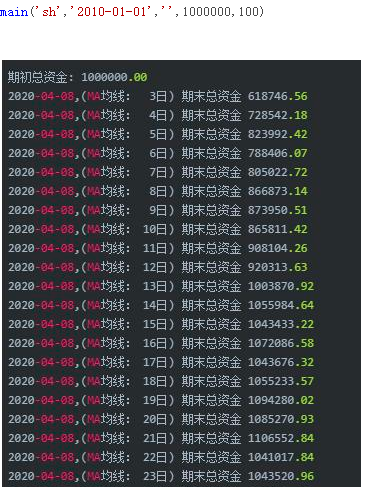 main('sh','2010-01-01','',1000000,100)
期初总资金: 1000000.00
2020-04-08,(MA均线:  3日) 期末总资金 618746.56
2020-04-08,(MA均线:  4日) 期末总资金 728542.18
2020-04-08,(MA均线:  5日) 期末总资金 823992.42
2020-04-08,(MA均线:  6日) 期末总资金 788406.07
2020-04-08,(MA均线:  7日) 期末总资金 805022.72
2020-04-08,(MA均线:  8日) 期末总资金 866873.14
2020-04-08,(MA均线:  9日) 期末总资金 873950.51
2020-04-08,(MA均线: 10日) 期末总资金 865811.42
2020-04-08,(MA均线: 11日) 期末总资金 908104.26
2020-04-08,(MA均线: 12日) 期末总资金 920313.63
2020-04-08,(MA均线: 13日) 期末总资金 1003870.92
2020-04-08,(MA均线: 14日) 期末总资金 1055984.64
2020-04-08,(MA均线: 15日) 期末总资金 1043433.22
2020-04-08,(MA均线: 16日) 期末总资金 1072086.58
2020-04-08,(MA均线: 17日) 期末总资金 1043676.32
2020-04-08,(MA均线: 18日) 期末总资金 1055233.57
2020-04-08,(MA均线: 19日) 期末总资金 1094280.02
2020-04-08,(MA均线: 20日) 期末总资金 1085270.93
2020-04-08,(MA均线: 21日) 期末总资金 1106552.84
2020-04-08,(MA均线: 22日) 期末总资金 1041017.84
2020-04-08,(MA均线: 23日) 期末总资金 1043520.96